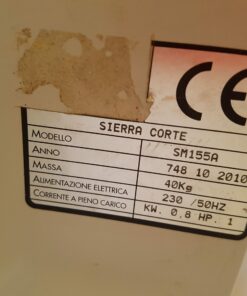 CE
SIERRA CORTE
MODELLO SM155A
ANNO 748 10 2010
MASSA 40Kg
ALIMENTAZIONE ELETTRICA 230 /50HZ
CORRENTE A PIENO CARICO KW. 0,8 HP. 1